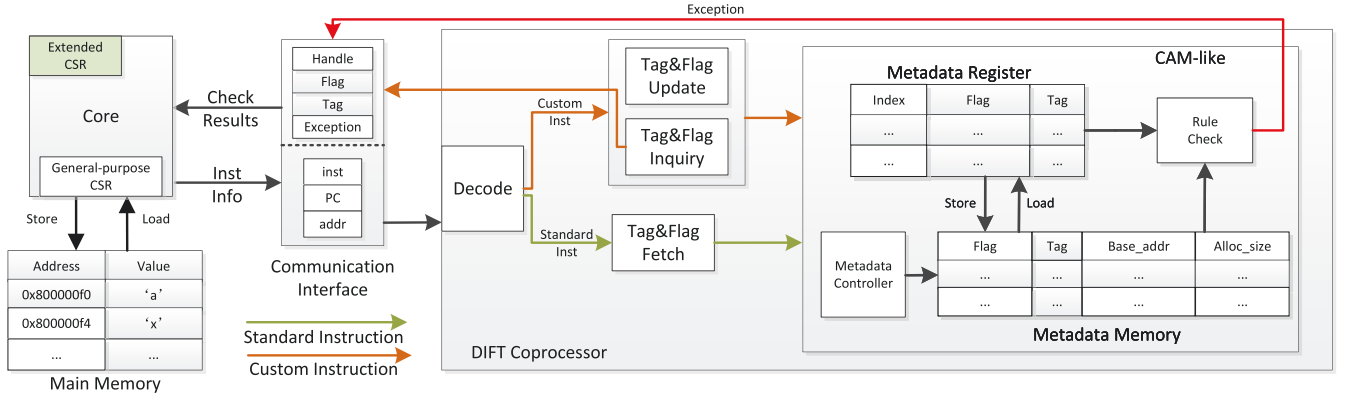 Exception
Extended
CSR
Core
General-purpose
CSR
Store
Load
Address
Value
0x800000f0
‘a’
0x800000f4
‘x’
...
...
Main Memory
Check
Results
Inst
Info
Handle
Flag
Tag
Exception
inst
PC
addr
Communication
Interface
Standard Instruction
Custom Instruction
Decode
Custom
Inst
Standard
Inst
Tag&Flag
Update
Tag&Flag
Inquiry
Tag&Flag
Fetch
DIFT Coprocessor
CAM-like
Metadata Register
Index
Flag
Tag
...
...
...
...
...
...
Rule
Check
Store
Load
Metadata
Controller
Flag
Tag
Base_addr
Alloc_size
...
...
...
...
...
...
...
...
Metadata Memory